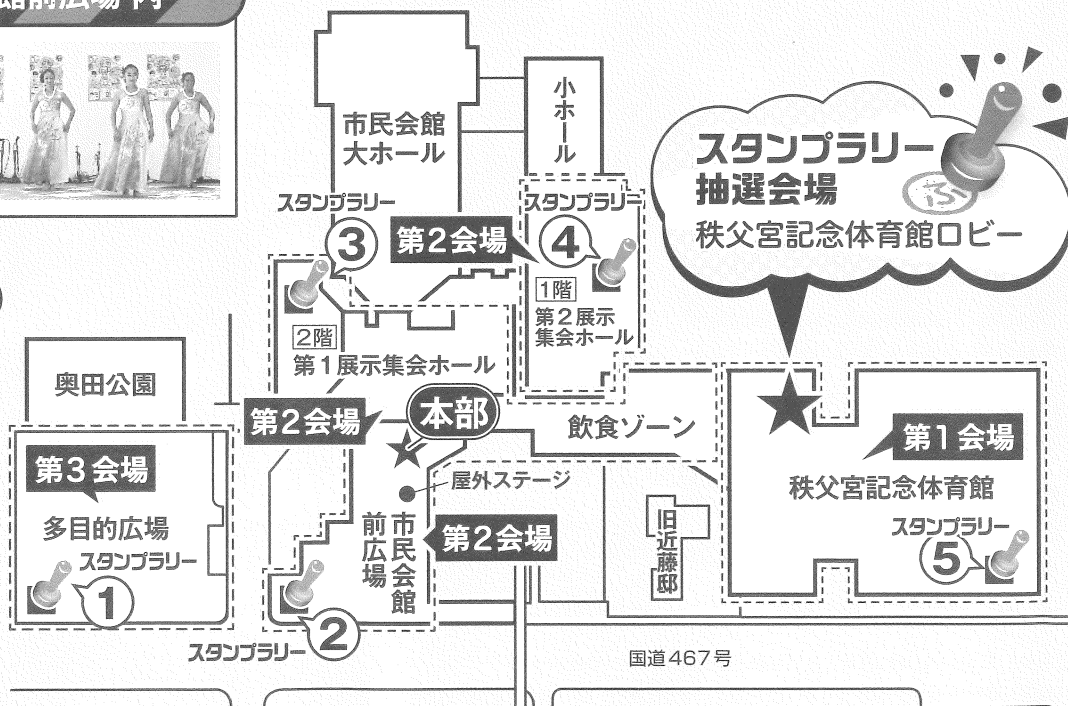 館前広場 内
市民会館
大ホール
小ホール
スタンプラリー
抽選会場
ふ
秩父宮記念体育館ロビー
スタンプラリー
3
第2会場
スタンプラリー
4
1階
第2展示
集会ホール
2階
第1展示集会ホール
奥田公園
第2会場
本部
飲食ゾーン
第1会場
秩父宮記念体育館
スタンプラリー
5
第3会場
多目的広場
スタンプラリー
1
屋外ステージ
市民会館
前広場
第2会場
旧近藤邸
2
スタンプラリー
国道467号